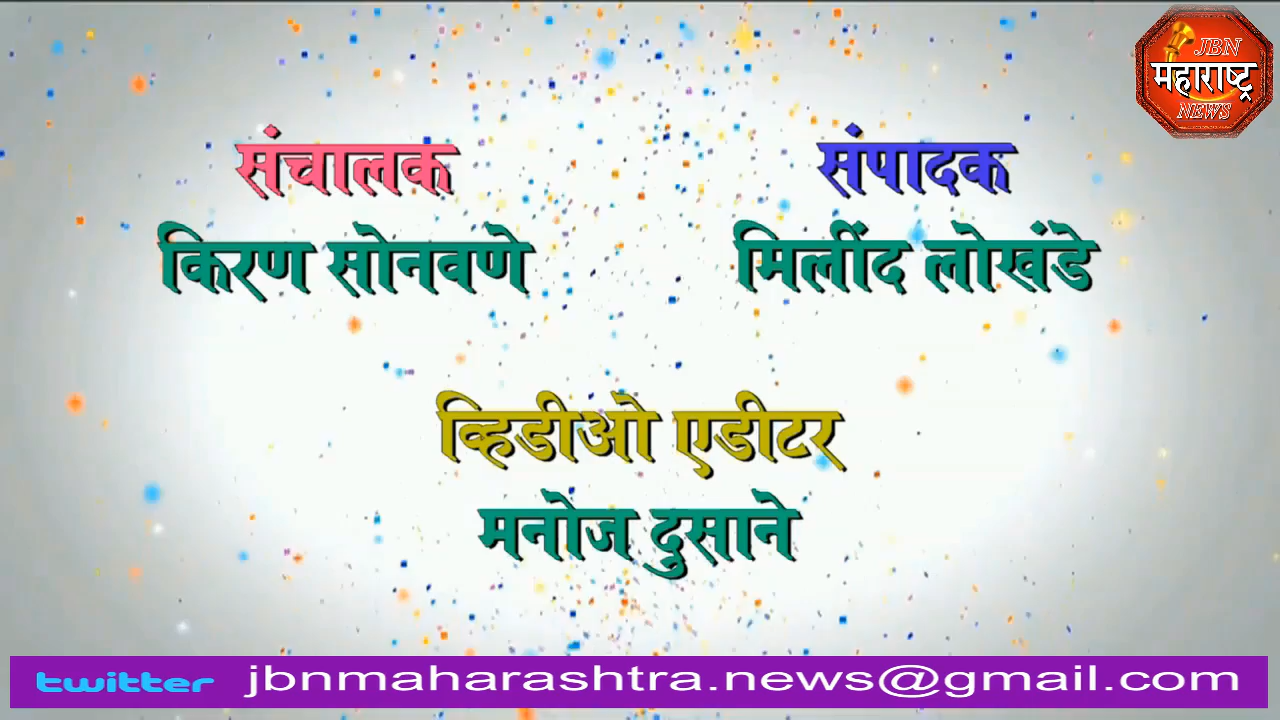 JBN
महाराष्ट्र
NEWS
संचालक
किरण सोनवणे
संपादक
मिलींद लोखंडे
व्हिडीओ एडीटर
मनोज दुसाने
twitter jbnmaharashtra.news@gmail.com